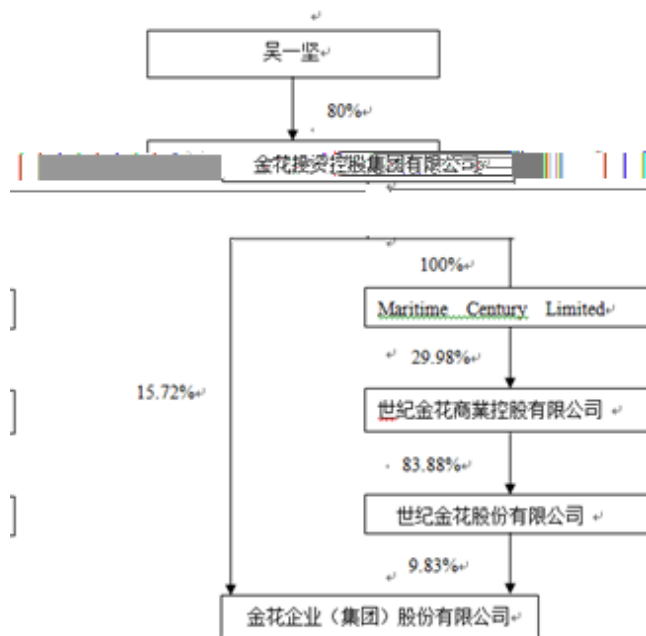 吴一坚
80%
金花投资控股集团有限公司
100%
Maritime Century Limited
29.98%
15.72%
世纪金花商業控股有限公司
83.88%
世纪金花股份有限公司
9.83%
金花企业（集团）股份有限公司